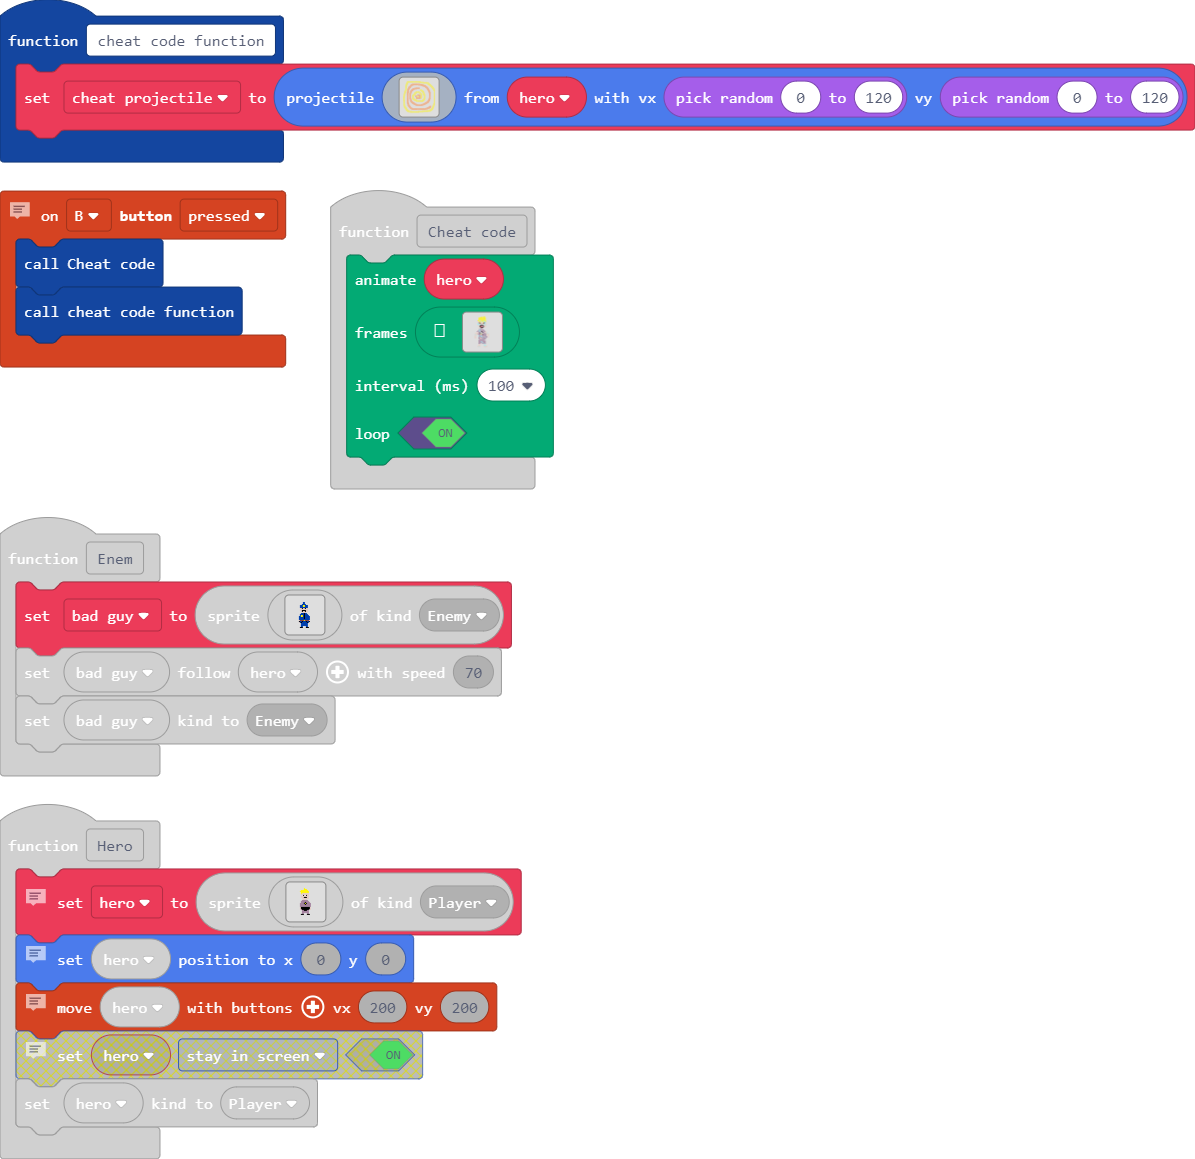 function cheat code function
set cheat projectile to projectile from hero with vx pick random 0 to 120 vy pick random 0 to 120
on B button pressed
call Cheat code
call cheat code function
function Cheat code
animate hero
frames
interval (ms) 100
loop ON
function Enem
set bad guy to sprite of kind Enemy
set bad guy follow hero with speed 70
set bad guy kind to Enemy
function Hero
set hero to sprite of kind Player
set hero position to x 0 y 0
move hero with buttons vx 200 vy 200
set hero stay in screen ON
set hero kind to Player